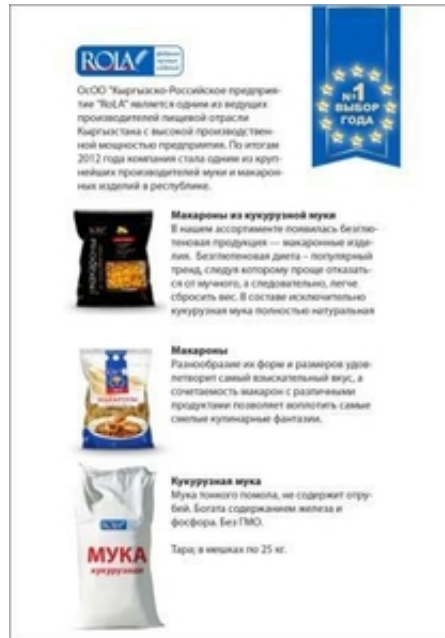 ROLA
№1
ВЫБОР
ГОДА
ОсОО "Кыргызско-Российское предприя-
тие "RoLA" является одним из ведущих
производителей пищевой отрасли
Кыргызстана с высокой производствен-
ной мощностью предприятия. По итогам
2012 года компания стала одним из круп-
нейших производителей муки и макарон-
ных изделий в республике.
Макароны из кукурузной муки
В нашем ассортименте появилась безглю-
теновая продукция — макаронные изде-
лия. Безглютеновая диета – популярный
тренд, следуя которому проще отказать-
ся от мучного, а следовательно, легче
сбросить вес. В составе исключительно
кукурузная мука полностью натуральная
макароны
Макароны
Разнообразие их форм и размеров удов-
летворит самый взыскательный вкус, а
сочетаемость макарон с различными
продуктами позволяет воплотить самые
смелые кулинарные фантазии.
МАКАРОНЫ
Кукурузная мука
Мука тонкого помола, не содержит отру-
бей. Богата содержанием железа и
фосфора. Без ГМО.
Тара; в мешках по 25 кг.
ROLA
МУКА
кукурузная